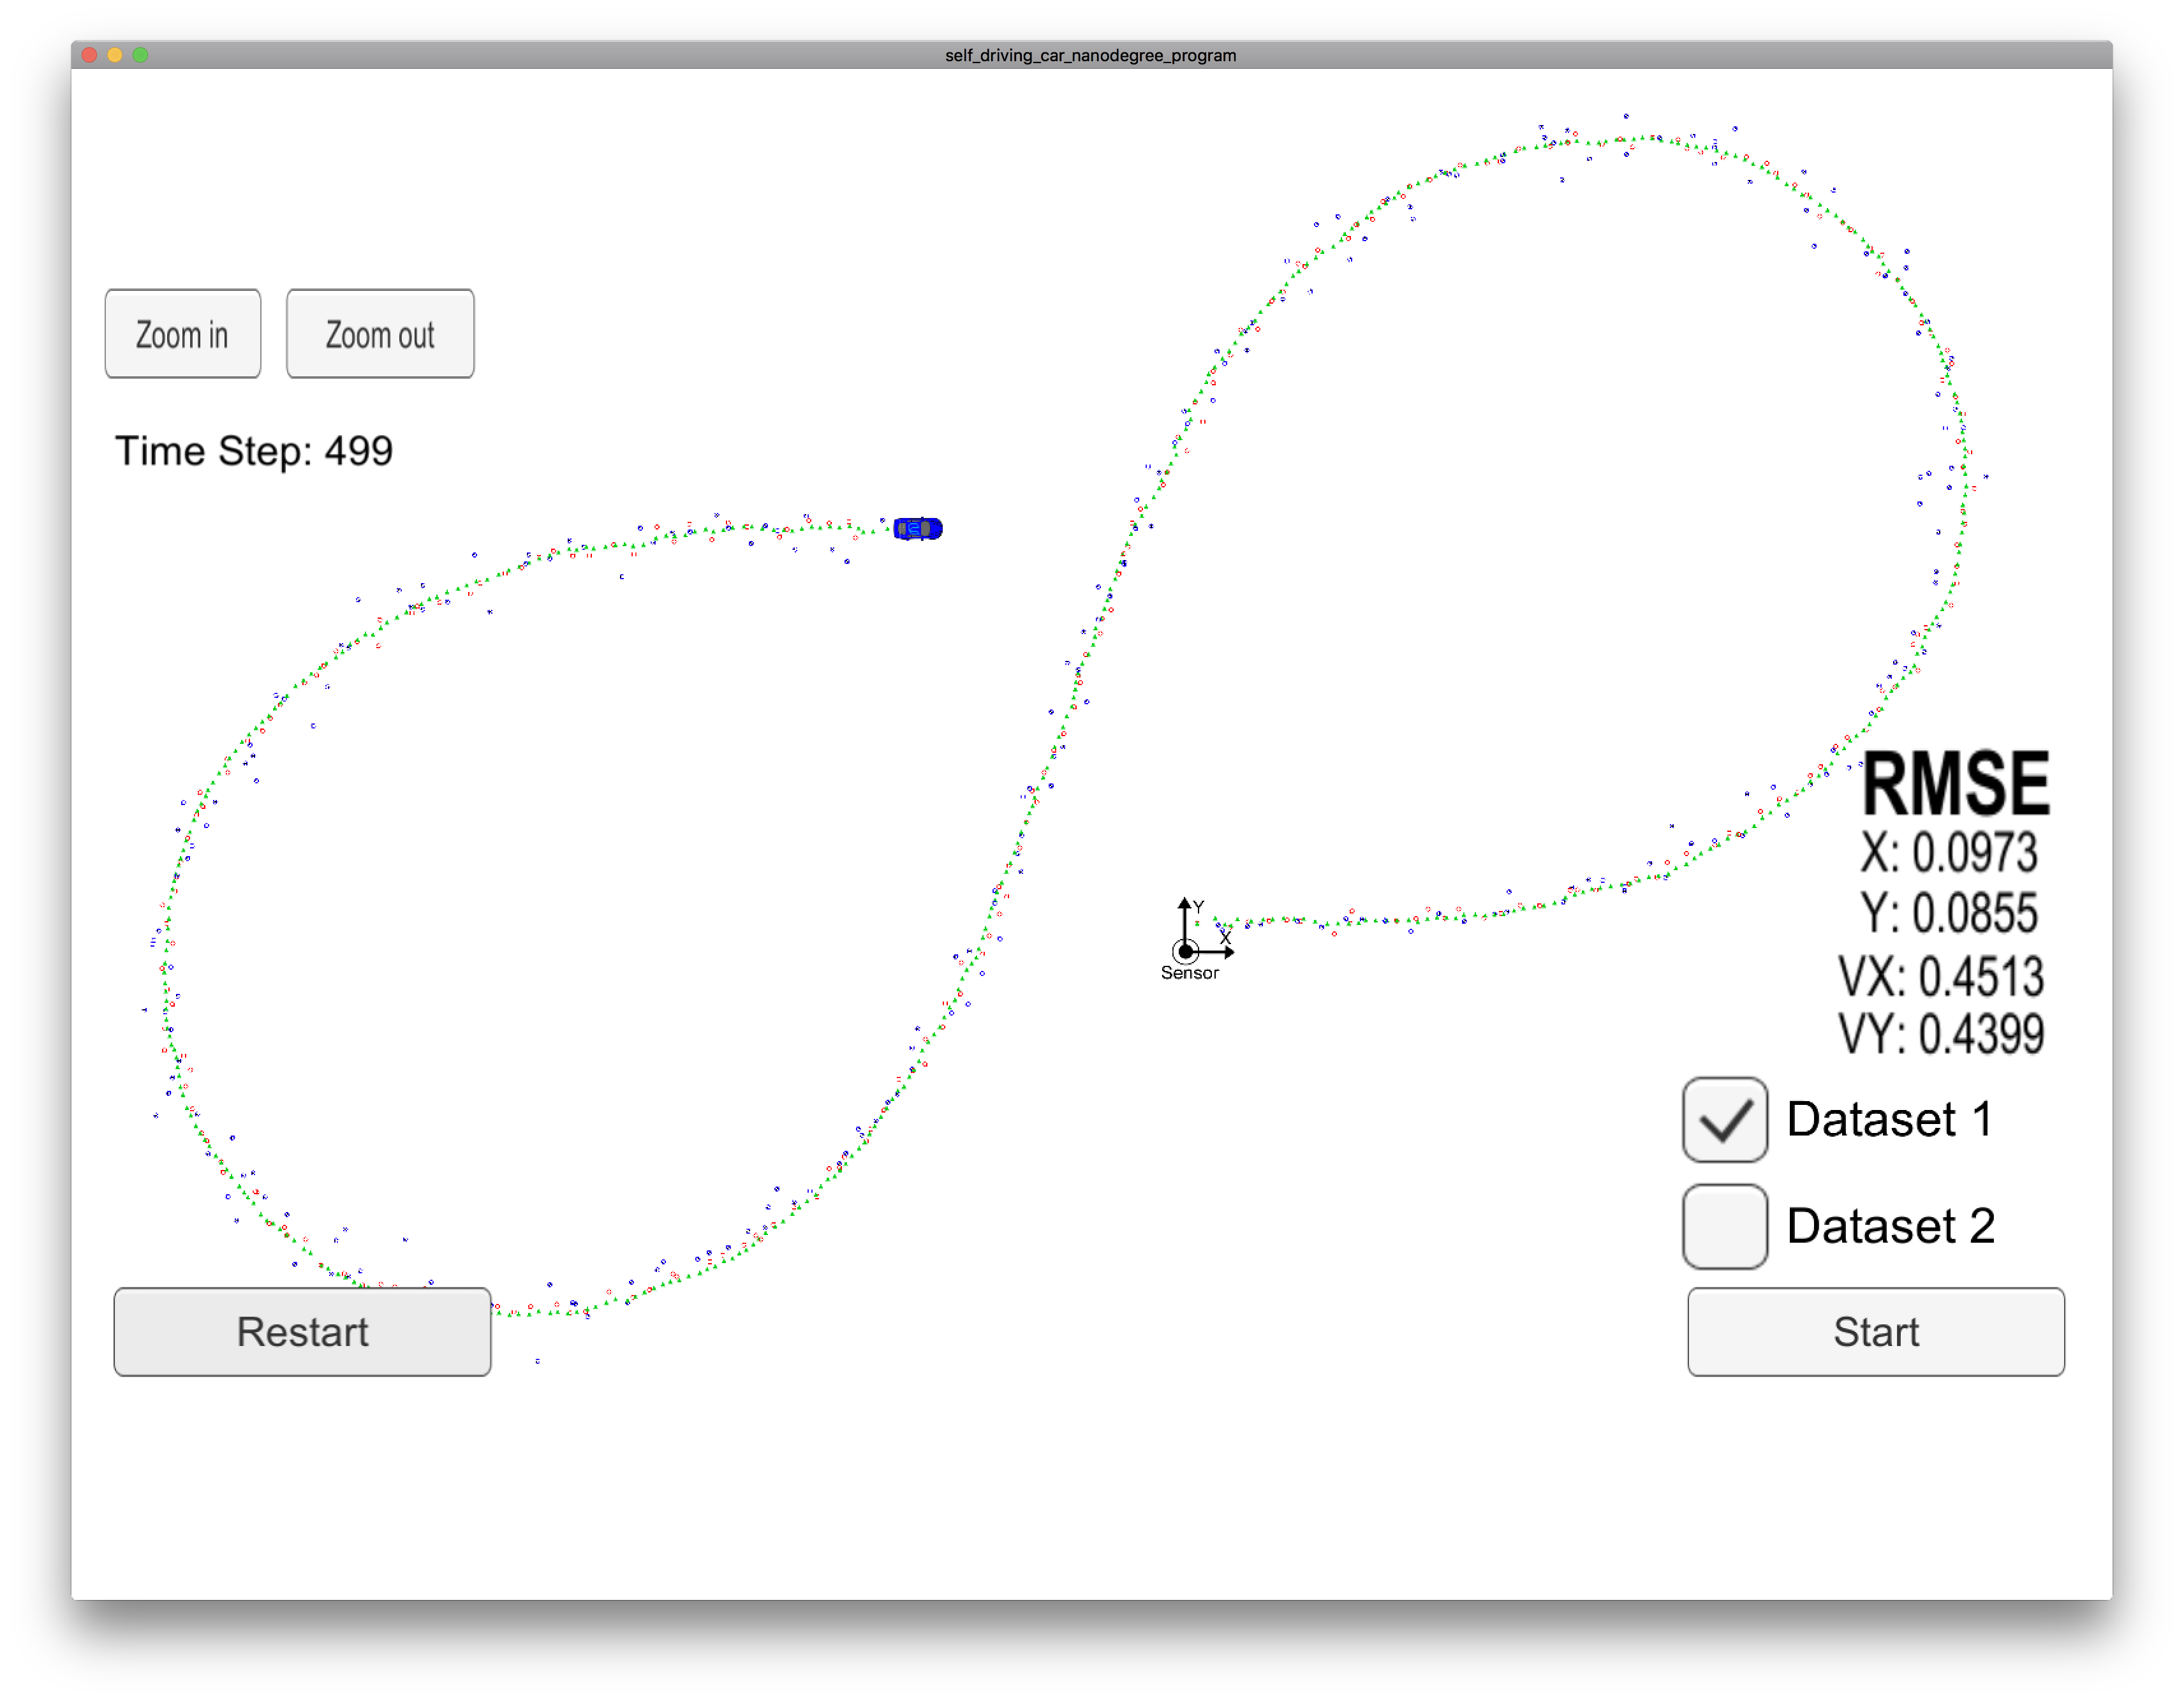 self_driving_car_nanodegree_program
Zoom in
Zoom out
Time Step: 499
RMSE
X: 0.0973
Y: 0.0855
VX: 0.4513
VY: 0.4399
Y
X
Sensor
Dataset 1
Dataset 2
Restart
Start